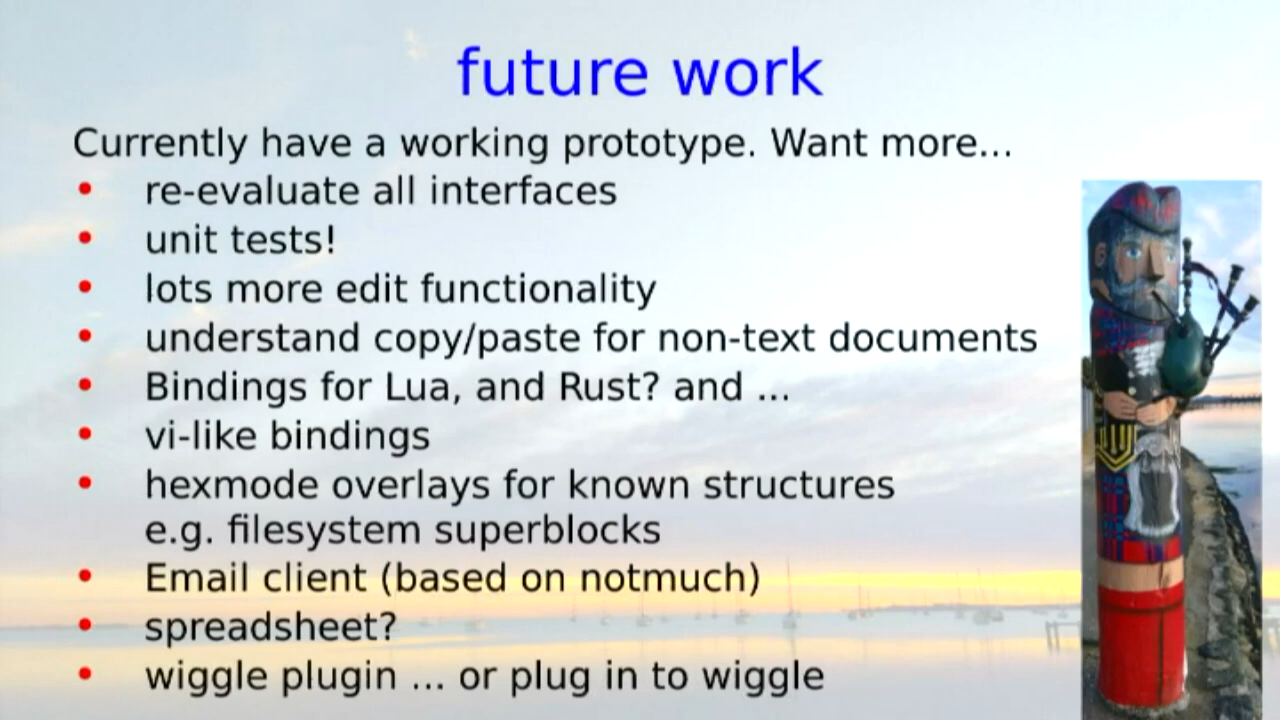 future work
Currently have a working prototype. Want more...
• re-evaluate all interfaces
• unit tests!
• lots more edit functionality
• understand copy/paste for non-text documents
• Bindings for Lua, and Rust? and ...
• vi-like bindings
• hexmode overlays for known structures
e.g. filesystem superblocks
• Email client (based on notmuch)
• spreadsheet?
• wiggle plugin ... or plug in to wiggle